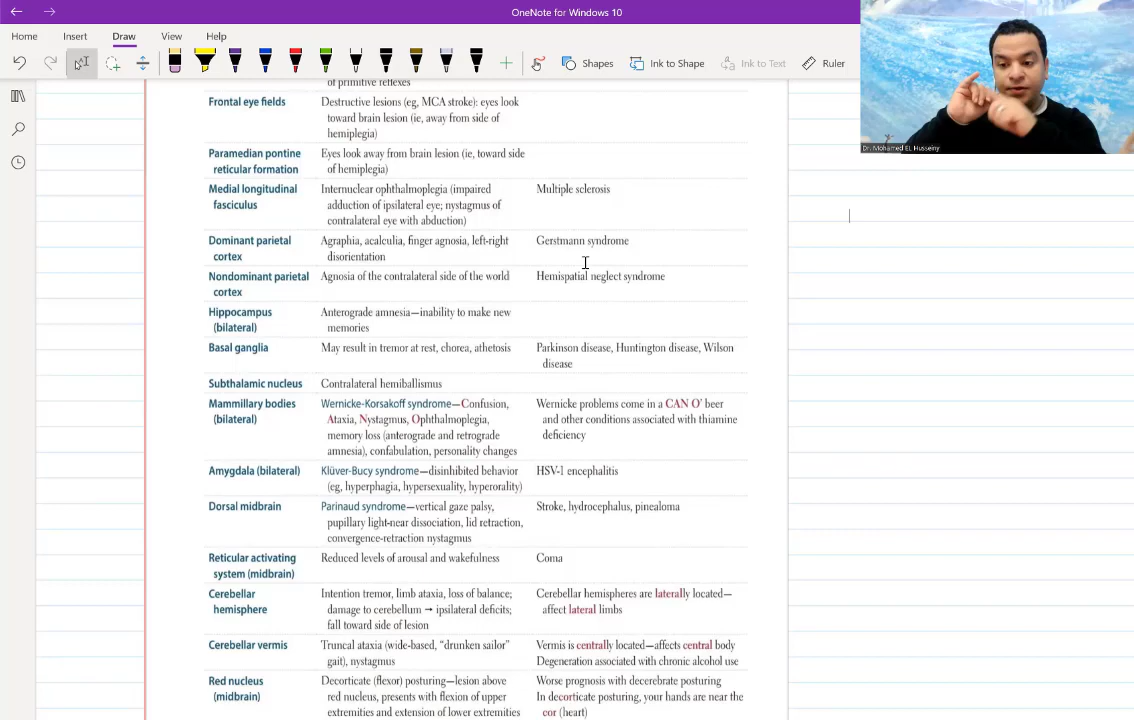 OneNote for Windows 10
Home Insert Draw View Help
Shapes Ink to Shape Ink to Text Ruler
Dr. Mohamed EL Husseiny
of primitive reflexes
Frontal eye fields Destructive lesions (eg, MCA stroke): eyes look
toward brain lesion (ie, away from side of
hemiplegia)
Paramedian pontine Eyes look away from brain lesion (ie, toward side
reticular formation of hemiplegia)
Medial longitudinal Internuclear ophthalmoplegia (impaired Multiple sclerosis
fasciculus adduction of ipsilateral eye; nystagmus of
contralateral eye with abduction)
Dominant parietal Agraphia, acalculia, finger agnosia, left-right Gerstmann syndrome
cortex disorientation
Nondominant parietal Agnosia of the contralateral side of the world Hemispatial neglect syndrome
cortex
Hippocampus Anterograde amnesia—inability to make new
(bilateral) memories
Basal ganglia May result in tremor at rest, chorea, athetosis Parkinson disease, Huntington disease, Wilson
disease
Subthalamic nucleus Contralateral hemiballismus
Mammillary bodies Wernicke-Korsakoff syndrome—Confusion, Wernicke problems come in a CAN O' beer
(bilateral) Ataxia, Nystagmus, Ophthalmoplegia, and other conditions associated with thiamine
memory loss (anterograde and retrograde deficiency
amnesia), confabulation, personality changes
Amygdala (bilateral) Klüver-Bucy syndrome—disinhibited behavior HSV-1 encephalitis
(eg, hyperphagia, hypersexuality, hyperorality)
Dorsal midbrain Parinaud syndrome—vertical gaze palsy, Stroke, hydrocephalus, pinealoma
pupillary light-near dissociation, lid retraction,
convergence-retraction nystagmus
Reticular activating Reduced levels of arousal and wakefulness Coma
system (midbrain)
Cerebellar Intention tremor, limb ataxia, loss of balance; Cerebellar hemispheres are laterally located—
hemisphere damage to cerebellum → ipsilateral deficits; affect lateral limbs
fall toward side of lesion
Cerebellar vermis Truncal ataxia (wide-based, “drunken sailor” Vermis is centrally located—affects central body
gait), nystagmus Degeneration associated with chronic alcohol use
Red nucleus Decorticate (flexor) posturing—lesion above Worse prognosis with decerebrate posturing
(midbrain) red nucleus, presents with flexion of upper In decorticate posturing, your hands are near the
extremities and extension of lower extremities cor (heart)